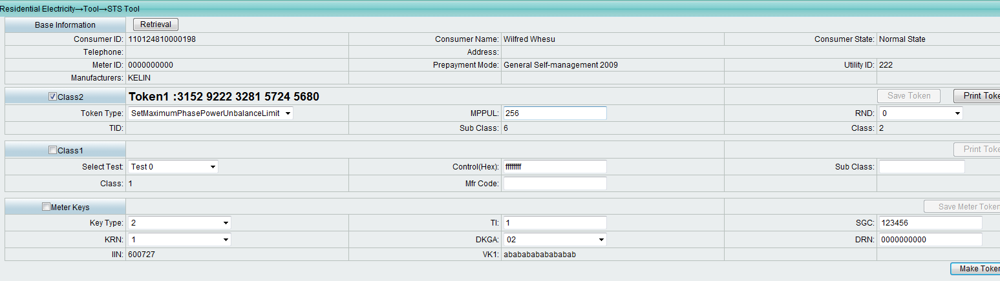 Residential Electricity→Tool→STS Tool
Base Information Retrieval
Consumer ID: 110124810000198 Consumer Name: Wilfred Whesu Consumer State: Normal State
Telephone: Address:
Meter ID: 0000000000 Prepayment Mode: General Self-management 2009 Utility ID: 222
Manufacturers: KELIN
Class2 Token1 :3152 9222 3281 5724 5680 Save Token Print Toke
Token Type: SetMaximumPhasePowerUnbalanceLimit MPPUL: 256 RND: 0
TID: Sub Class: 6 Class: 2
Class1 Print Toke
Select Test: Test 0 Control(Hex): ffffffff Sub Class:
Class: 1 Mfr Code:
Meter Keys Save Meter Token
Key Type: 2 TI: 1 SGC: 123456
KRN: 1 DKGA: 02 DRN: 0000000000
IIN: 600727 VK1: abababababababab
Make Token